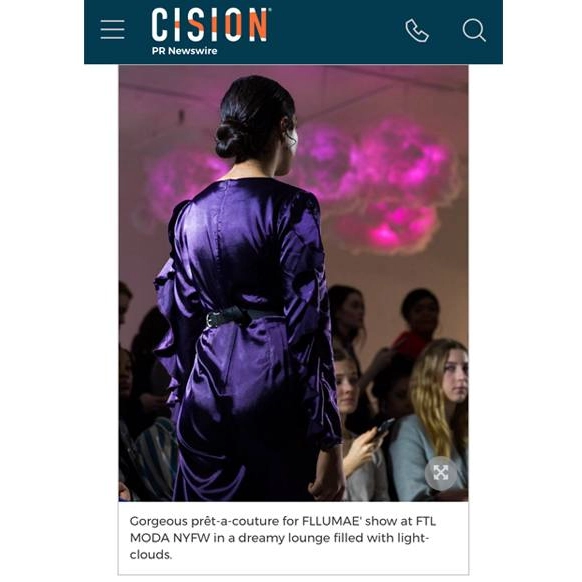 CISION®
PR Newswire
Gorgeous prêt-a-couture for FLLUMAE' show at FTL
MODA NYFW in a dreamy lounge filled with light-
clouds.